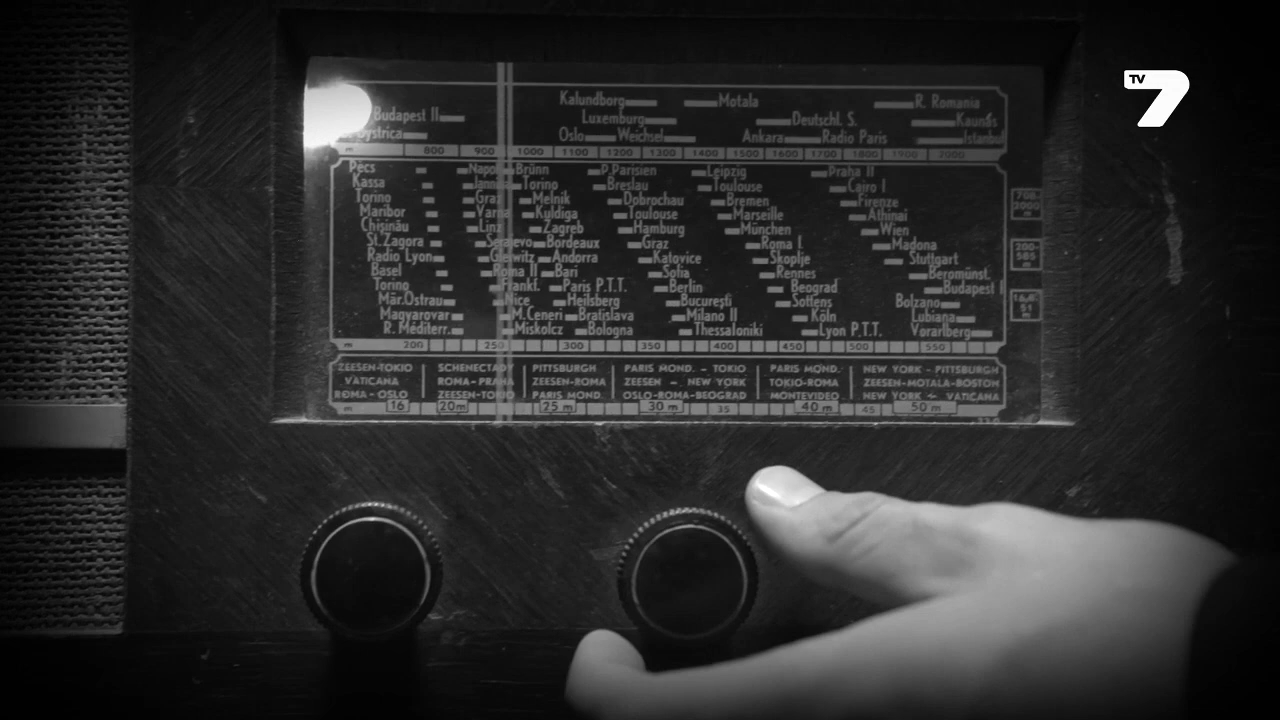 TV 7
Kalundborg Motala R. Romania
Budapest II Luxemburg Deutschl. S. Kaunas
Bystrica Oslo Weichsel Ankara Radio Paris Istanbul
m 800 900 1000 1100 1200 1300 1400 1500 1600 1700 1800 1900 2000
Pécs Napoli Brünn P.Parisien Leipzig Praha II
Kassa Torino Breslau Toulouse Cairo I
Torino Graz Melnik Dobrochau Bremen Firenze
Maribor Varna Kuldiga Toulouse Marseille Athinai
Chişinău Linz Zagreb Hamburg München Wien
St.Zagora Sarajevo Bordeaux Graz Roma I. Madona
Radio Lyon Gleiwitz Andorra Katovice Skoplje Stuttgart
Basel Roma II Bari Sofia Rennes Beromünst.
Torino Frankf. Paris P.T.T. Berlin Beograd Budapest I
Mär.Ostrau Nice Heilsberg Bucureşti Sottens Bolzano
Magyarovar M.Ceneri Bratislava Milano II Köln Lubiana
R. Méditerr. Miskolcz Bologna Thessaloniki Lyon P.T.T. Vorarlberg
m 200 250 300 350 400 450 500 550
ZEESEN-TOKIO SCHENECTADY PITTSBURGH PARIS MOND. - TOKIO PARIS MOND. NEW YORK - PITTSBURGH
VATICANA ROMA-PRAHA ZEESEN-ROMA ZEESEN - NEW YORK TOKIO-ROMA ZEESEN-MOTALA-BOSTON
ROMA - OSLO ZEESEN-TOKIO PARIS MOND. OSLO-ROMA-BEOGRAD MONTEVIDEO NEW YORK - VATICANA
m 16 20m 25 m 30 m 35 40 m 45 50 m
200-
585
m
51
m